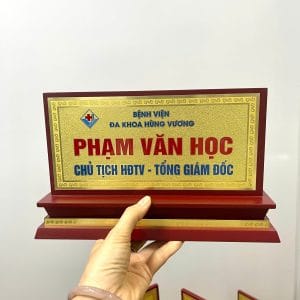 BỆNH VIỆN
ĐA KHOA HÙNG VƯƠNG
PHẠM VĂN HỌC
CHỦ TỊCH HĐTV - TỔNG GIÁM ĐỐC